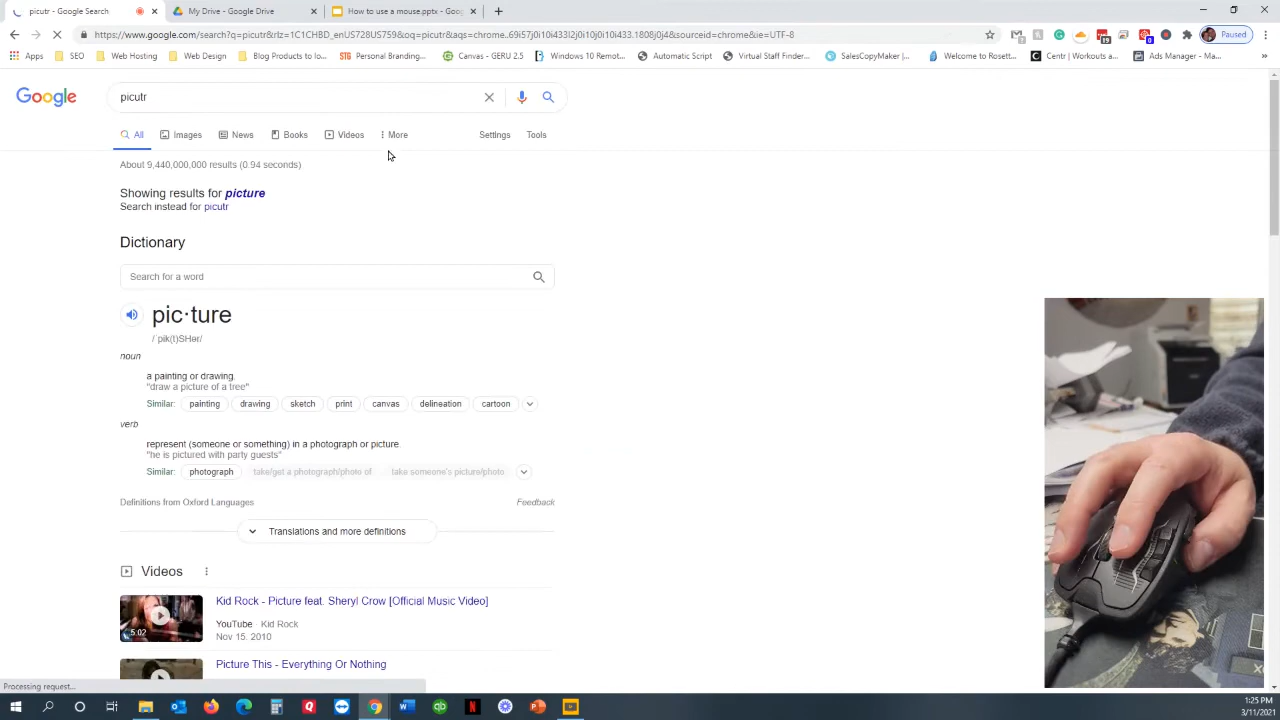 picutr - Google Search
My Drive - Google Drive
How to use a mouse.pptx - Goog
https://www.google.com/search?q=picutr&rlz=1C1CHBD_enUS728US759&oq=picutr&aqs=chrome.0i57j0i10i433l2j0i10j0i10i433.1808j0j4&sourceid=chrome&ie=UTF-8
Paused
Apps
SEO
Web Hosting
Web Design
Blog Products to lo...
PersonaBranding...
Canvas - GERU 2.5
Windows 10 Remot...
Automatic Script
Virtual Staff Finder...
SalesCopyMaker |...
Welcome to Rosett...
Centr | Workouts a...
Ads Manager - Ma...
Google
picutr
All
Images
News
Books
Videos
More
Settings
Tools
About 9,440,000,000 results (0.94 seconds)
Showing results for picture
Search instead for picutr
Dictionary
Search for a word
pic·ture
/ˈpik(t)SHər/
noun
a painting or drawing.
"draw a picture of a tree"
Similar: painting drawing sketch print canvas delineation cartoon
verb
represent (someone or something) in a photograph or picture.
"he is pictured with party guests"
Similar: photograph take/get a photograph/photo of take someone's picture/photo
Definitions from Oxford Languages
Feedback
Translations and more definitions
Videos
Kid Rock - Picture feat. Sheryl Crow [Official Music Video]
YouTube · Kid Rock
Nov 15, 2010
5:02
Picture This - Everything Or Nothing
Processing request...
1:25 PM
3/11/2021